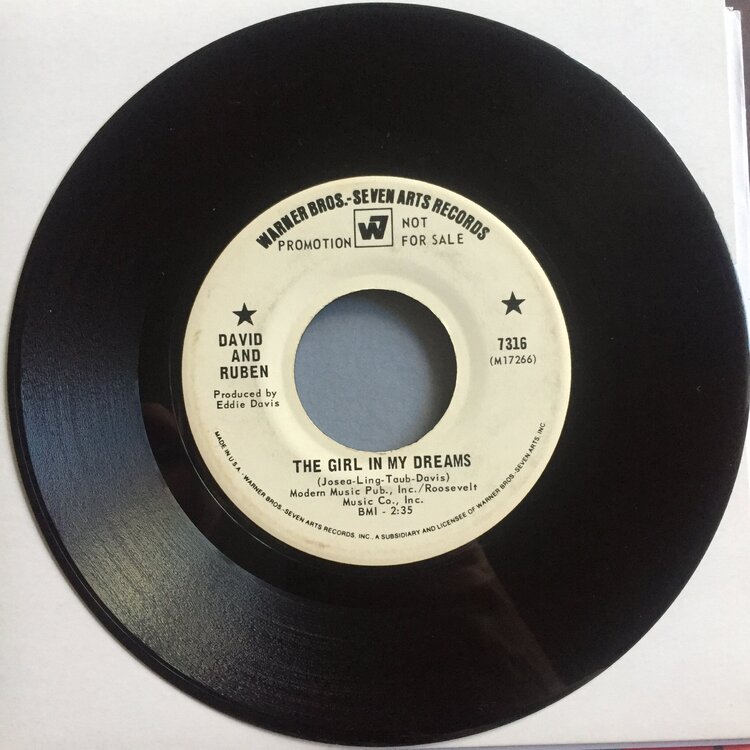 WARNER BROS.-SEVEN ARTS RECORDS
PROMOTION W7 NOT
FOR SALE
★ ★
DAVID
AND
RUBEN
Produced by
Eddie Davis
7316
(M17266)
THE GIRL IN MY DREAMS
(Josea-Ling-Taub-Davis)
Modern Music Pub., Inc./Roosevelt
Music Co., Inc.
BMI - 2:35
MADE IN U.S.A. - WARNER BROS.-SEVEN ARTS RECORDS, INC., A SUBSIDIARY AND LICENSEE OF WARNER BROS.-SEVEN ARTS, INC.